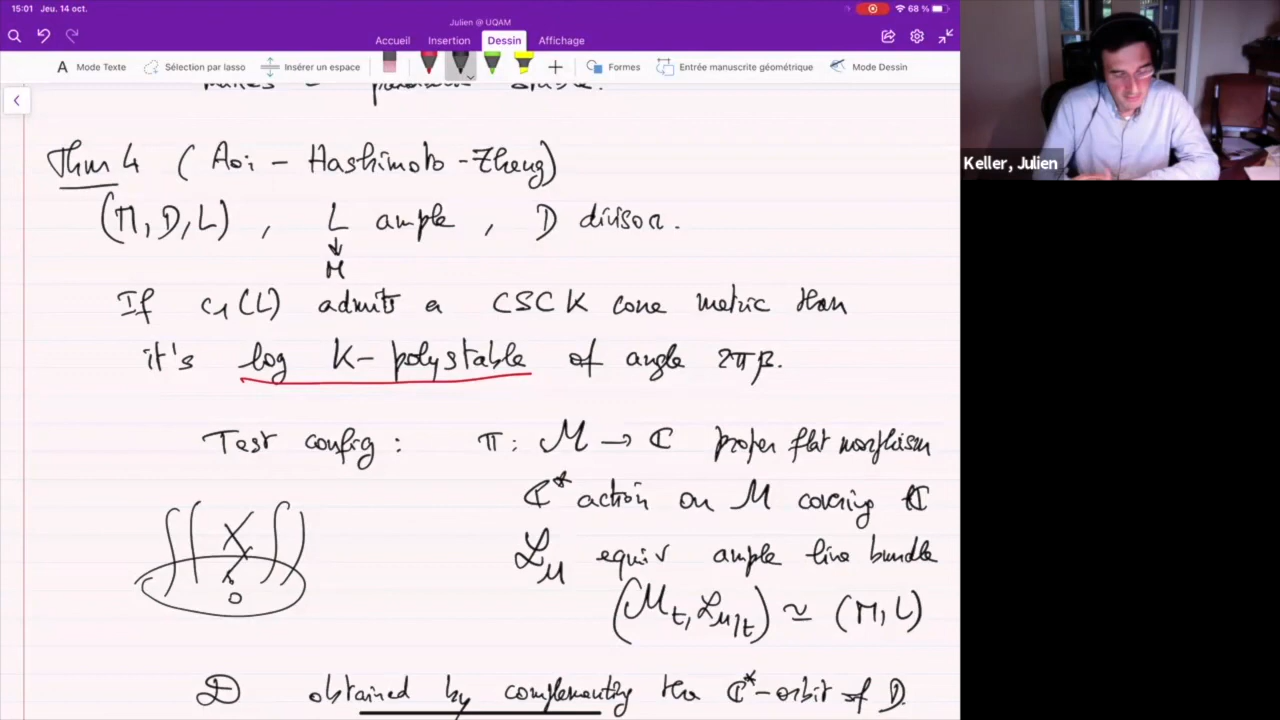 15:01 Jeu. 14 oct.
68 %
Julien @ UQAM
Accueil Insertion Dessin Affichage
A Mode Texte Sélection par lasso Insérer un espace Formes Entrée manuscrite géométrique Mode Dessin
Thm 4 (Aoi - Hashimoto - Zheng)
(M, D, L), L ample, D divisor.
↓
M
If c₁(L) admits a CSCK cone metric then
it's log K-polystable of angle 2πβ.
Test config: π: ℳ → ℂ proper flat morphism
ℂ* action on ℳ covering ℂ
ℒ_ℳ equiv ample line bundle
(ℳ_t, ℒ_ℳ|t) ≃ (M, L)
0
𝒟 obtained by complementing the ℂ*-orbit of D.
Keller, Julien